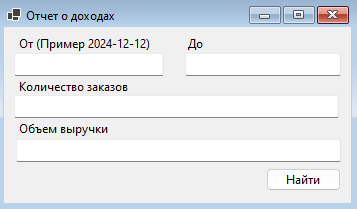 Отчет о доходах
От (Пример 2024-12-12) До
Количество заказов
Объем выручки
Найти